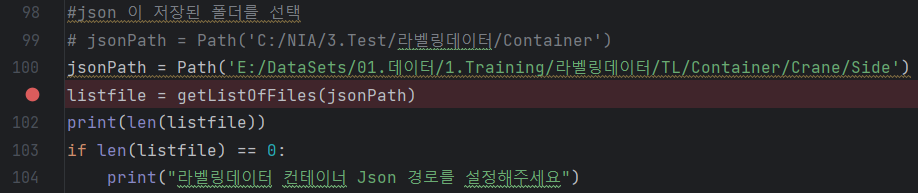 98 #json 이 저장된 폴더를 선택
99 # jsonPath = Path('C:/NIA/3.Test/라벨링데이터/Container')
100 jsonPath = Path('E:/DataSets/01.데이터/1.Training/라벨링데이터/TL/Container/Crane/Side')
listfile = getListOfFiles(jsonPath)
102 print(len(listfile))
103 if len(listfile) == 0:
104 print("라벨링데이터 컨테이너 Json 경로를 설정해주세요")